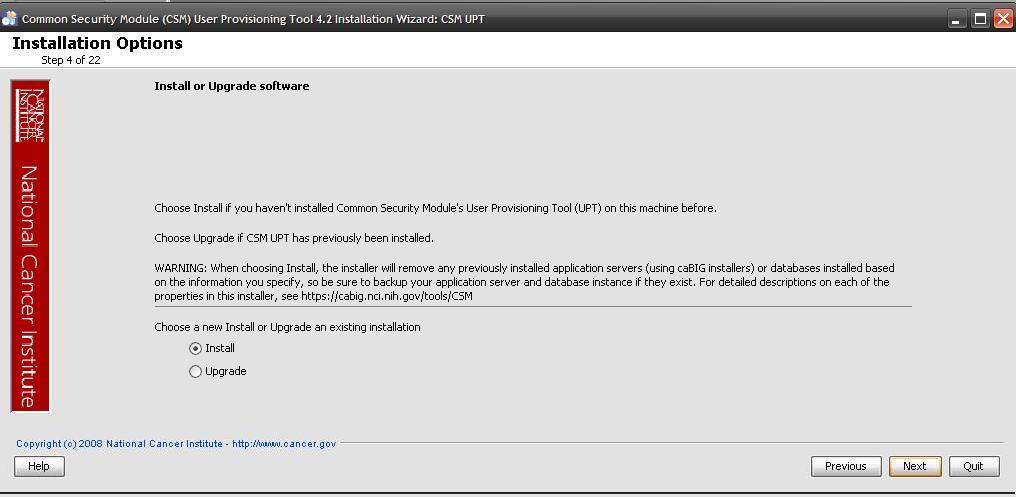 Common Security Module (CSM) User Provisioning Tool 4.2 Installation Wizard: CSM UPT
Installation Options
Step 4 of 22
NATIONAL
CANCER
INSTITUTE
National Cancer Institute
Install or Upgrade software
Choose Install if you haven't installed Common Security Module's User Provisioning Tool (UPT) on this machine before.
Choose Upgrade if CSM UPT has previously been installed.
WARNING: When choosing Install, the installer will remove any previously installed application servers (using caBIG installers) or databases installed based
on the information you specify, so be sure to backup your application server and database instance if they exist. For detailed descriptions on each of the
properties in this installer, see https://cabig.nci.nih.gov/tools/CSM
Choose a new Install or Upgrade an existing installation
Install
Upgrade
Copyright (c) 2008 National Cancer Institute - http://www.cancer.gov
Help
Previous
Next
Quit